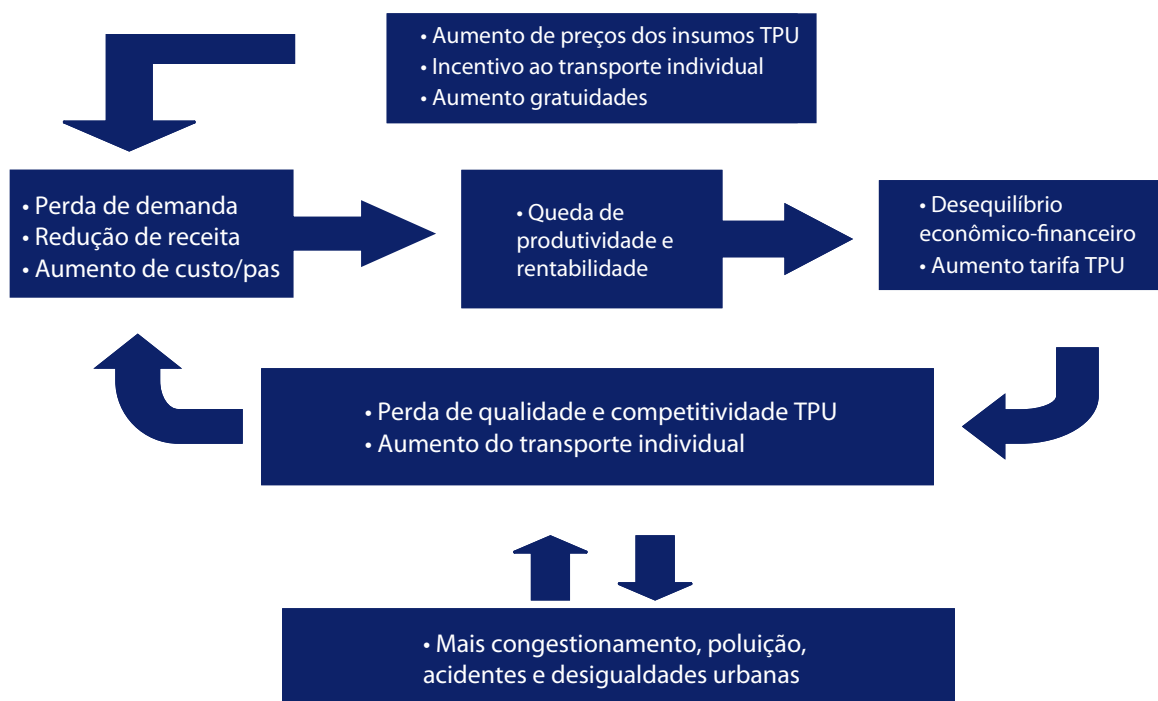 • Aumento de preços dos insumos TPU
• Incentivo ao transporte individual
• Aumento gratuidades
• Perda de demanda
• Redução de receita
• Aumento de custo/pas
• Queda de
produtividade e
rentabilidade
• Desequilíbrio
econômico-financeiro
• Aumento tarifa TPU
• Perda de qualidade e competitividade TPU
• Aumento do transporte individual
• Mais congestionamento, poluição,
acidentes e desigualdades urbanas